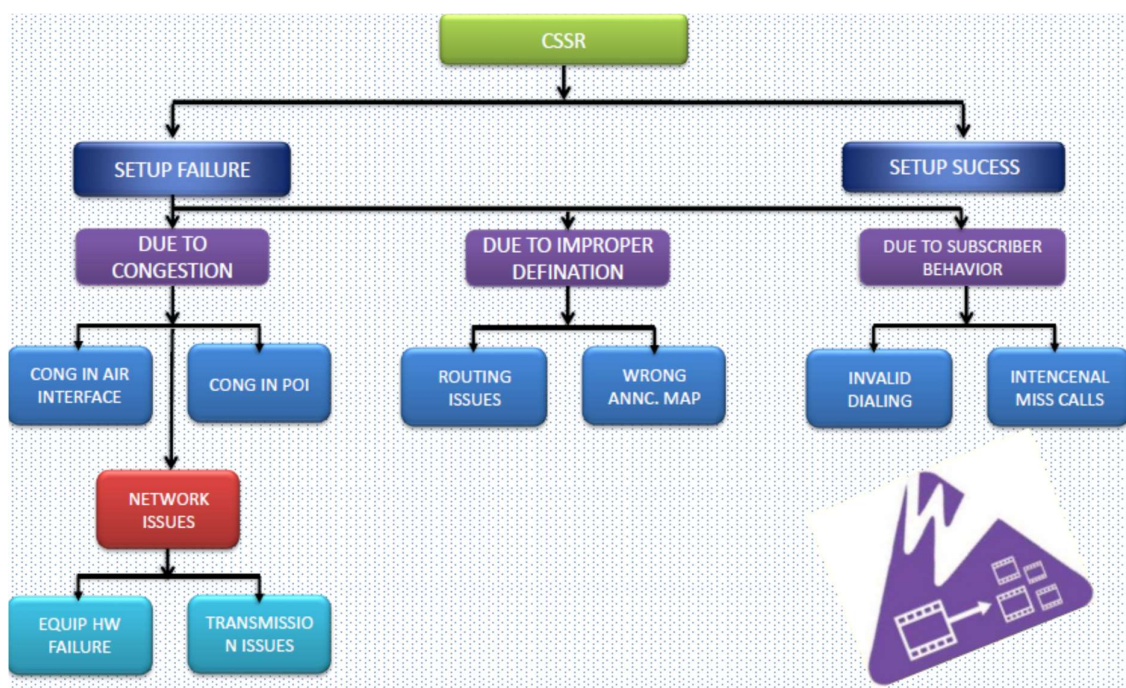 CSSR
SETUP FAILURE
SETUP SUCESS
DUE TO
CONGESTION
DUE TO IMPROPER
DEFINATION
DUE TO SUBSCRIBER
BEHAVIOR
CONG IN AIR
INTERFACE
CONG IN POI
ROUTING
ISSUES
WRONG
ANNC. MAP
INVALID
DIALING
INTENCENAL
MISS CALLS
NETWORK
ISSUES
EQUIP HW
FAILURE
TRANSMISSIO
N ISSUES